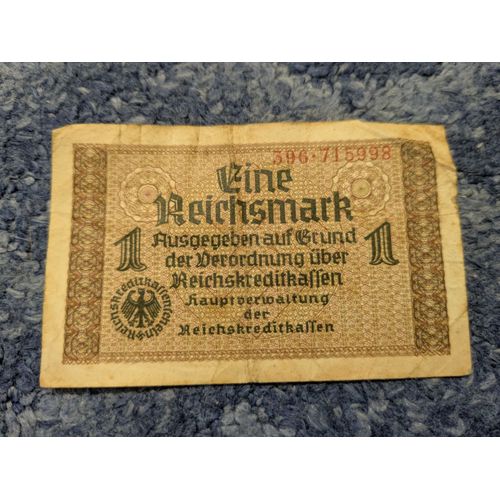 396·715998
Eine
Reichsmark
1 Ausgegeben auf Grund 1
der Verordnung über
Reichskreditkassen
Hauptverwaltung
der
Reichskreditkassen